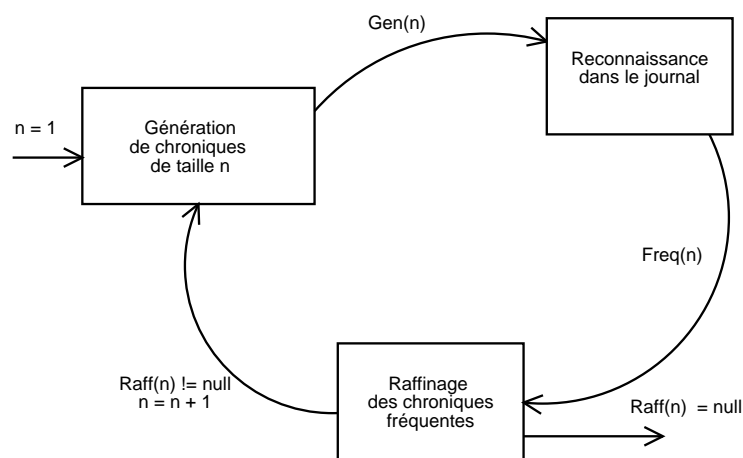 Gen(n)
Reconnaissance
dans le journal
n = 1
Génération
de chroniques
de taille n
Freq(n)
Raff(n) != null
n = n + 1
Raffinage
des chroniques
fréquentes
Raff(n) = null